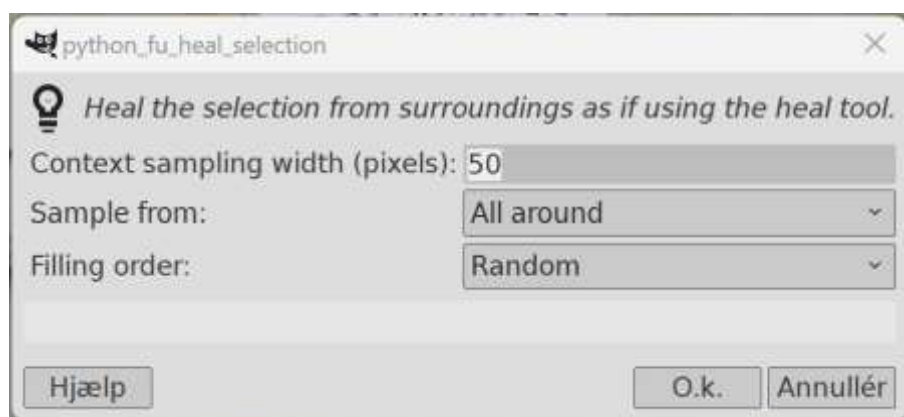 python_fu_heal_selection
Heal the selection from surroundings as if using the heal tool.
Context sampling width (pixels): 50
Sample from: All around
Filling order: Random
Hjælp O.k. Annullér